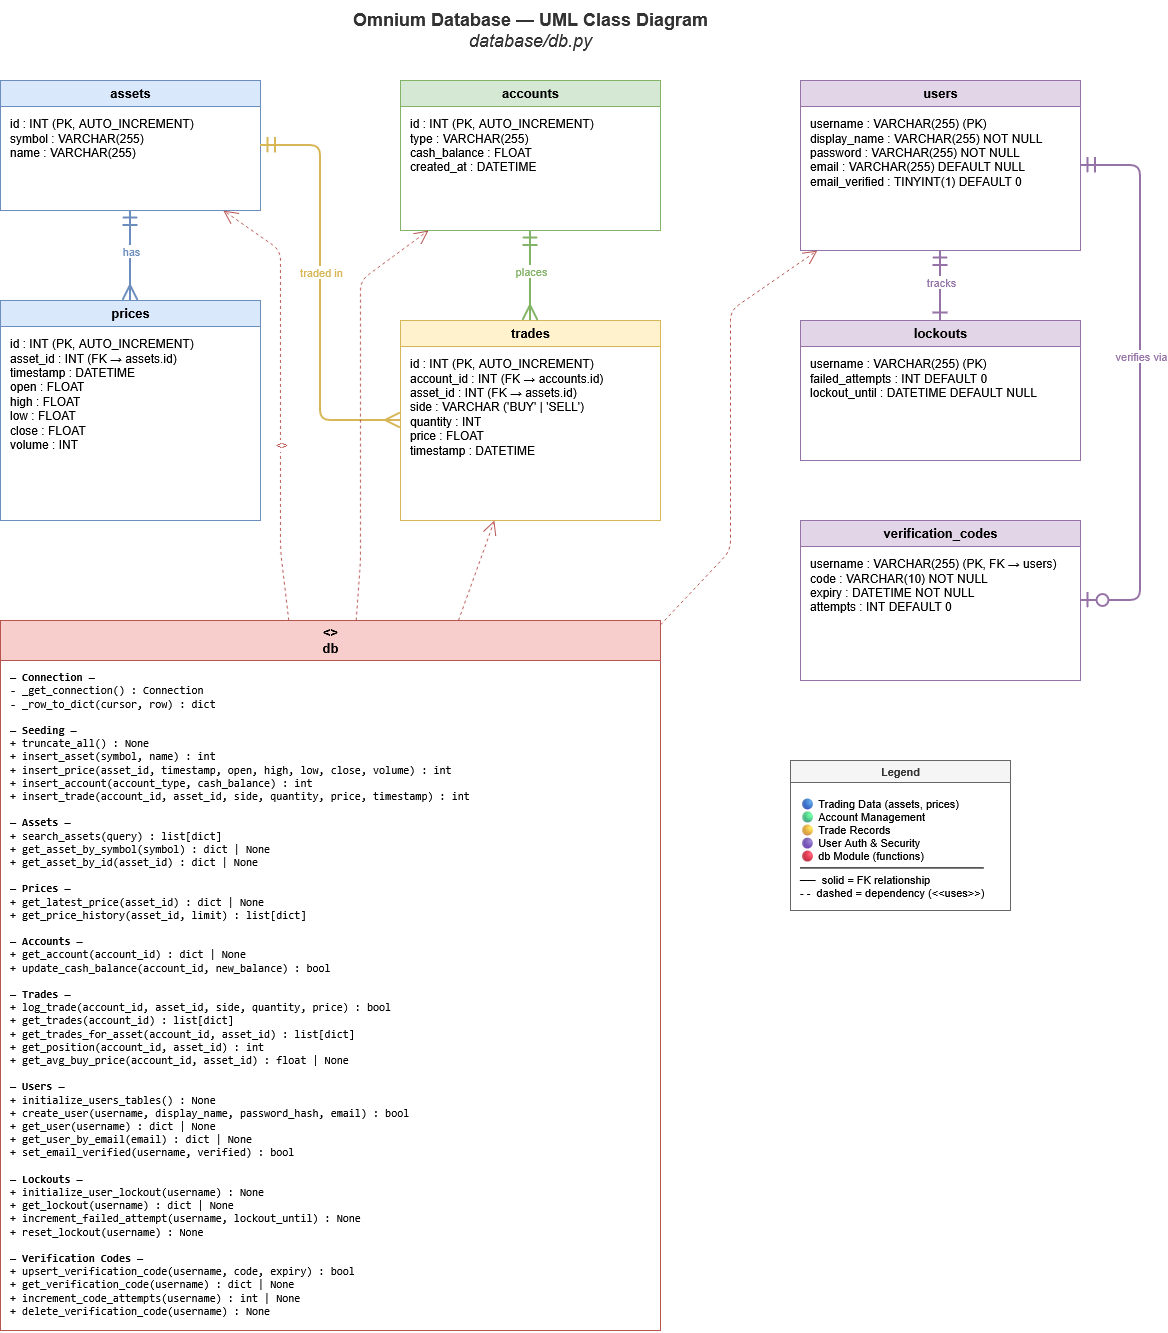 Omnium Database — UML Class Diagram
database/db.py
assets
id : INT (PK, AUTO_INCREMENT)
symbol : VARCHAR(255)
name : VARCHAR(255)
accounts
id : INT (PK, AUTO_INCREMENT)
type : VARCHAR(255)
cash_balance : FLOAT
created_at : DATETIME
users
username : VARCHAR(255) (PK)
display_name : VARCHAR(255) NOT NULL
password : VARCHAR(255) NOT NULL
email : VARCHAR(255) DEFAULT NULL
email_verified : TINYINT(1) DEFAULT 0
has
traded in
places
tracks
verifies via
prices
id : INT (PK, AUTO_INCREMENT)
asset_id : INT (FK → assets.id)
timestamp : DATETIME
open : FLOAT
high : FLOAT
low : FLOAT
close : FLOAT
volume : INT
trades
id : INT (PK, AUTO_INCREMENT)
account_id : INT (FK → accounts.id)
asset_id : INT (FK → assets.id)
side : VARCHAR ('BUY' | 'SELL')
quantity : INT
price : FLOAT
timestamp : DATETIME
lockouts
username : VARCHAR(255) (PK)
failed_attempts : INT DEFAULT 0
lockout_until : DATETIME DEFAULT NULL
<>
verification_codes
username : VARCHAR(255) (PK, FK → users)
code : VARCHAR(10) NOT NULL
expiry : DATETIME NOT NULL
attempts : INT DEFAULT 0
<>
db
— Connection —
- _get_connection() : Connection
- _row_to_dict(cursor, row) : dict
— Seeding —
+ truncate_all() : None
+ insert_asset(symbol, name) : int
+ insert_price(asset_id, timestamp, open, high, low, close, volume) : int
+ insert_account(account_type, cash_balance) : int
+ insert_trade(account_id, asset_id, side, quantity, price, timestamp) : int
— Assets —
+ search_assets(query) : list[dict]
+ get_asset_by_symbol(symbol) : dict | None
+ get_asset_by_id(asset_id) : dict | None
— Prices —
+ get_latest_price(asset_id) : dict | None
+ get_price_history(asset_id, limit) : list[dict]
— Accounts —
+ get_account(account_id) : dict | None
+ update_cash_balance(account_id, new_balance) : bool
— Trades —
+ log_trade(account_id, asset_id, side, quantity, price) : bool
+ get_trades(account_id) : list[dict]
+ get_trades_for_asset(account_id, asset_id) : list[dict]
+ get_position(account_id, asset_id) : int
+ get_avg_buy_price(account_id, asset_id) : float | None
— Users —
+ initialize_users_tables() : None
+ create_user(username, display_name, password_hash, email) : bool
+ get_user(username) : dict | None
+ get_user_by_email(email) : dict | None
+ set_email_verified(username, verified) : bool
— Lockouts —
+ initialize_user_lockout(username) : None
+ get_lockout(username) : dict | None
+ increment_failed_attempt(username, lockout_until) : None
+ reset_lockout(username) : None
— Verification Codes —
+ upsert_verification_code(username, code, expiry) : bool
+ get_verification_code(username) : dict | None
+ increment_code_attempts(username) : int | None
+ delete_verification_code(username) : None
Legend
Trading Data (assets, prices)
Account Management
Trade Records
User Auth & Security
db Module (functions)
── solid = FK relationship
- - dashed = dependency (<<uses>>)